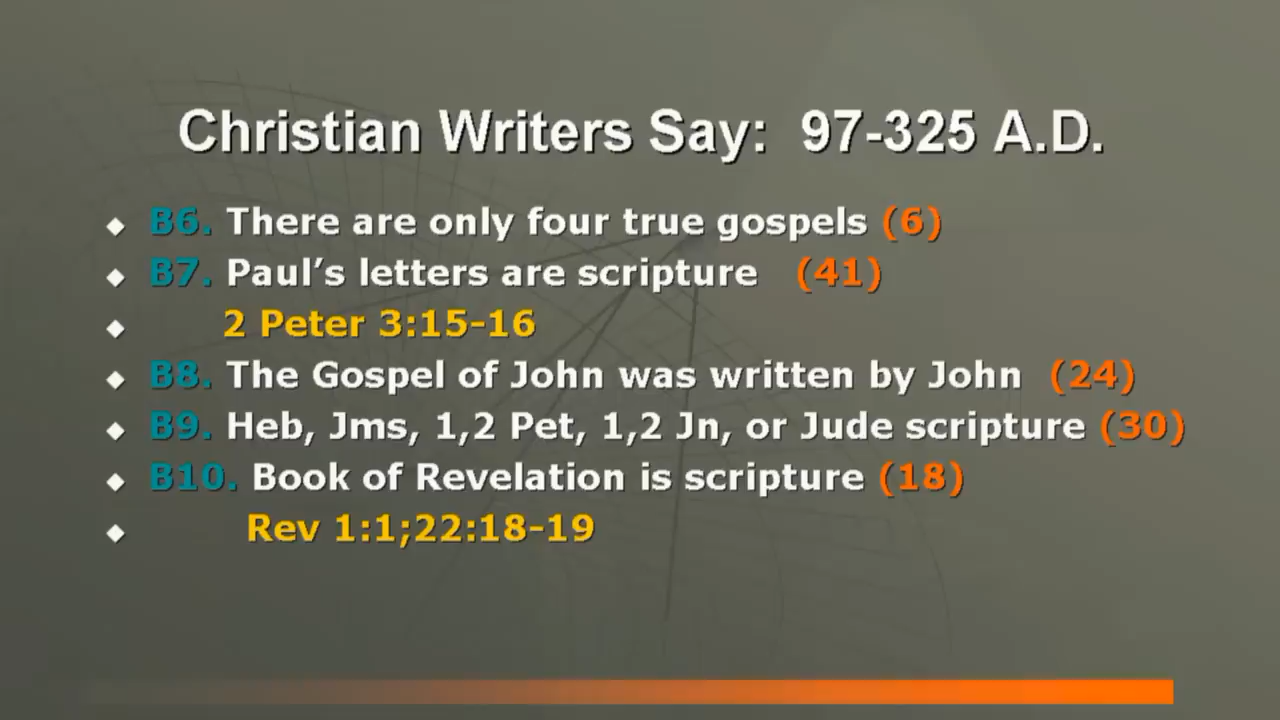 Christian Writers Say: 97-325 A.D.
B6. There are only four true gospels (6)
B7. Paul’s letters are scripture (41)
2 Peter 3:15-16
B8. The Gospel of John was written by John (24)
B9. Heb, Jms, 1,2 Pet, 1,2 Jn, or Jude scripture (30)
B10. Book of Revelation is scripture (18)
Rev 1:1;22:18-19